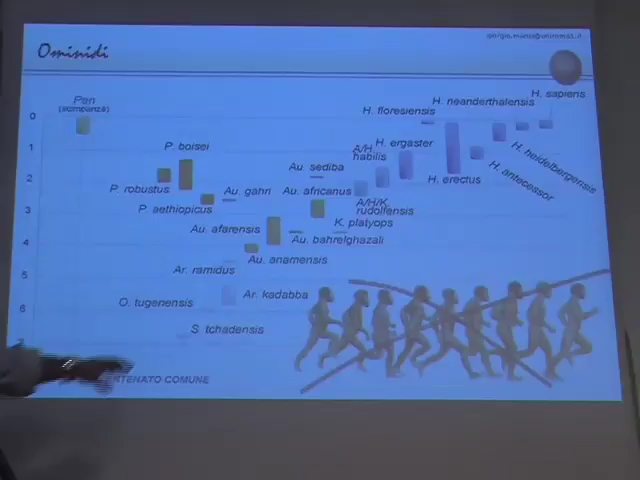 Ominidi
Pan
(scimpanzé)
0
1
2
3
4
5
6
P. boisei
P. robustus
P. aethiopicus
Au. garhi
Au. sediba
Au. africanus
Au. afarensis
Au. bahrelghazali
Au. anamensis
K. platyops
A/H/K
rudolfensis
A/H.
habilis
H. ergaster
H. floresiensis
H. neanderthalensis
H. sapiens
H. erectus
H. antecessor
H. heidelbergensis
Ar. ramidus
Ar. kadabba
O. tugenensis
S. tchadensis
TENATO COMUNE